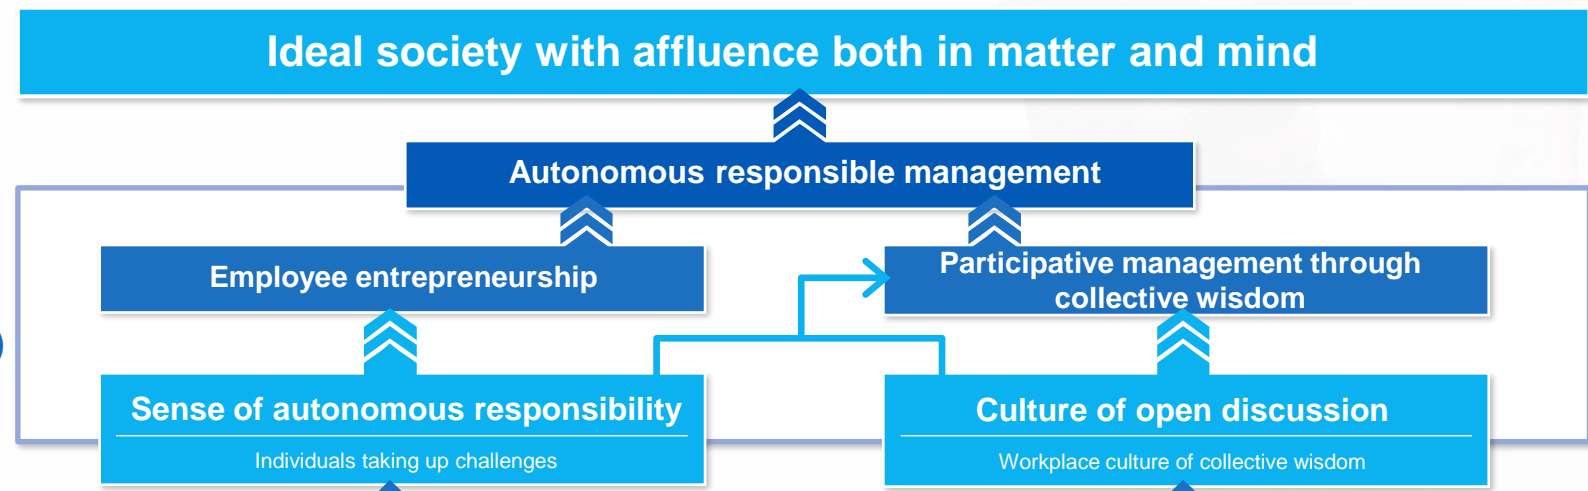 Ideal society with affluence both in matter and mind
Autonomous responsible management
Employee entrepreneurship
Participative management through
collective wisdom
Sense of autonomous responsibility
Individuals taking up challenges
Culture of open discussion
Workplace culture of collective wisdom